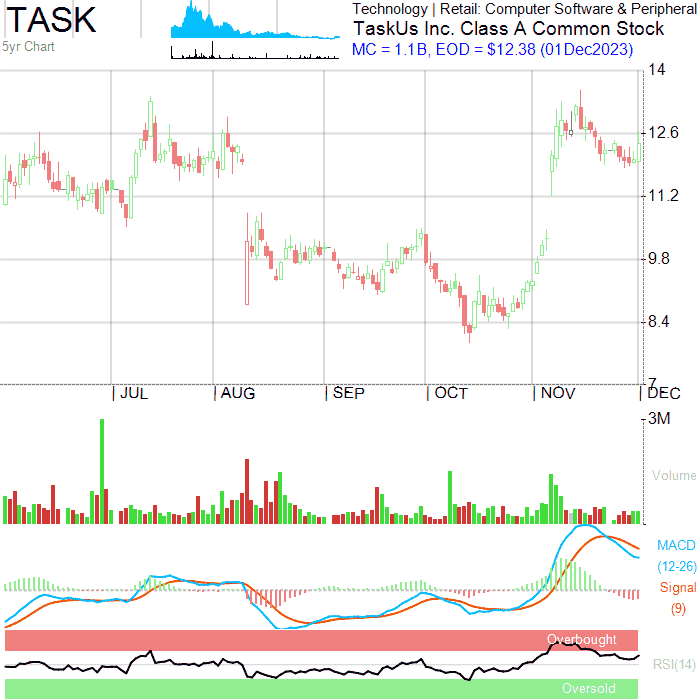 TASK
5yr Chart
Technology | Retail: Computer Software & Peripheral
TaskUs Inc. Class A Common Stock
MC = 1.1B, EOD = $12.38 (01Dec2023)
14
12.6
11.2
9.8
8.4
7
JUL
AUG
SEP
OCT
NOV
DEC
3M
Volume
MACD
(12-26)
Signal
(9)
Overbought
RSI(14)
Oversold